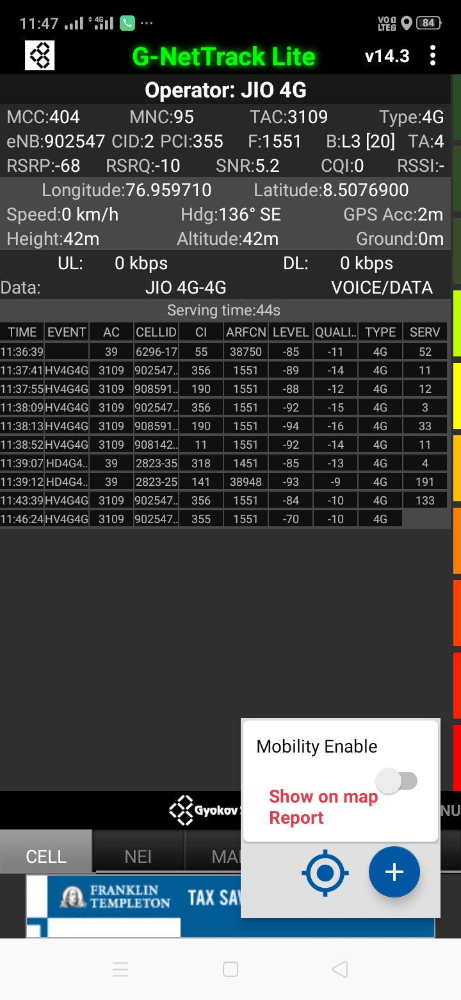 11:47 4G ··· VO 1 LTE 2 84
G-NetTrack Lite v14.3
Operator: JIO 4G
MCC:404 MNC:95 TAC:3109 Type:4G
eNB:902547 CID:2 PCI:355 F:1551 B:L3 [20] TA:4
RSRP:-68 RSRQ:-10 SNR:5.2 CQI:0 RSSI:-
Longitude:76.959710 Latitude:8.5076900
Speed:0 km/h Hdg:136° SE GPS Acc:2m
Height:42m Altitude:42m Ground:0m
UL: 0 kbps DL: 0 kbps
Data: JIO 4G-4G VOICE/DATA
Serving time:44s
TIME EVENT AC CELLID CI ARFCN LEVEL QUALI.. TYPE SERV
11:36:39 39 6296-17 55 38750 -85 -11 4G 52
11:37:41 HV4G4G 3109 902547.. 356 1551 -89 -14 4G 11
11:37:55 HV4G4G 3109 908591.. 190 1551 -88 -12 4G 12
11:38:09 HV4G4G 3109 902547.. 356 1551 -92 -15 4G 3
11:38:13 HV4G4G 3109 908591.. 190 1551 -94 -16 4G 33
11:38:52 HV4G4G 3109 908142.. 11 1551 -92 -14 4G 11
11:39:07 HD4G4.. 39 2823-35 318 1451 -85 -13 4G 4
11:39:12 HD4G4.. 39 2823-25 141 38948 -93 -9 4G 191
11:43:39 HV4G4G 3109 902547.. 356 1551 -84 -10 4G 133
11:46:24 HV4G4G 3109 902547.. 355 1551 -70 -10 4G
Mobility Enable
Show on map
Report
Gyokov NU
CELL NEI MA
FRANKLIN
TEMPLETON
TAX SA